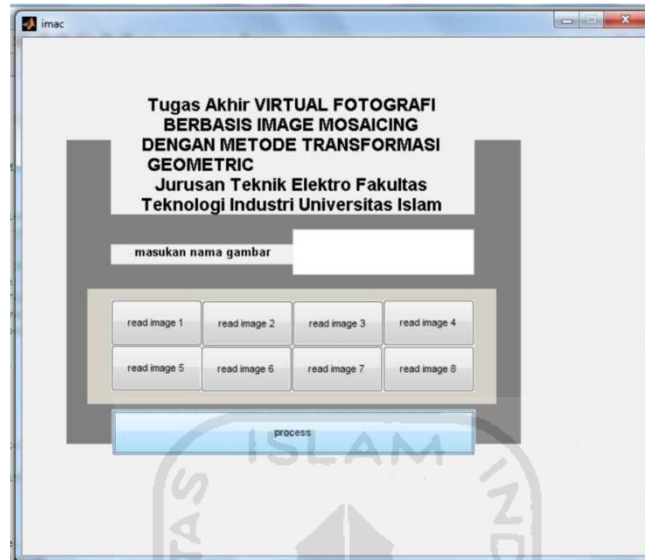 imac
Tugas Akhir VIRTUAL FOTOGRAFI
BERBASIS IMAGE MOSAICING
DENGAN METODE TRANSFORMASI
GEOMETRIC
Jurusan Teknik Elektro Fakultas
Teknologi Industri Universitas Islam
masukan nama gambar
read image 1 read image 2 read image 3 read image 4
read image 5 read image 6 read image 7 read image 8
process
ISLAM